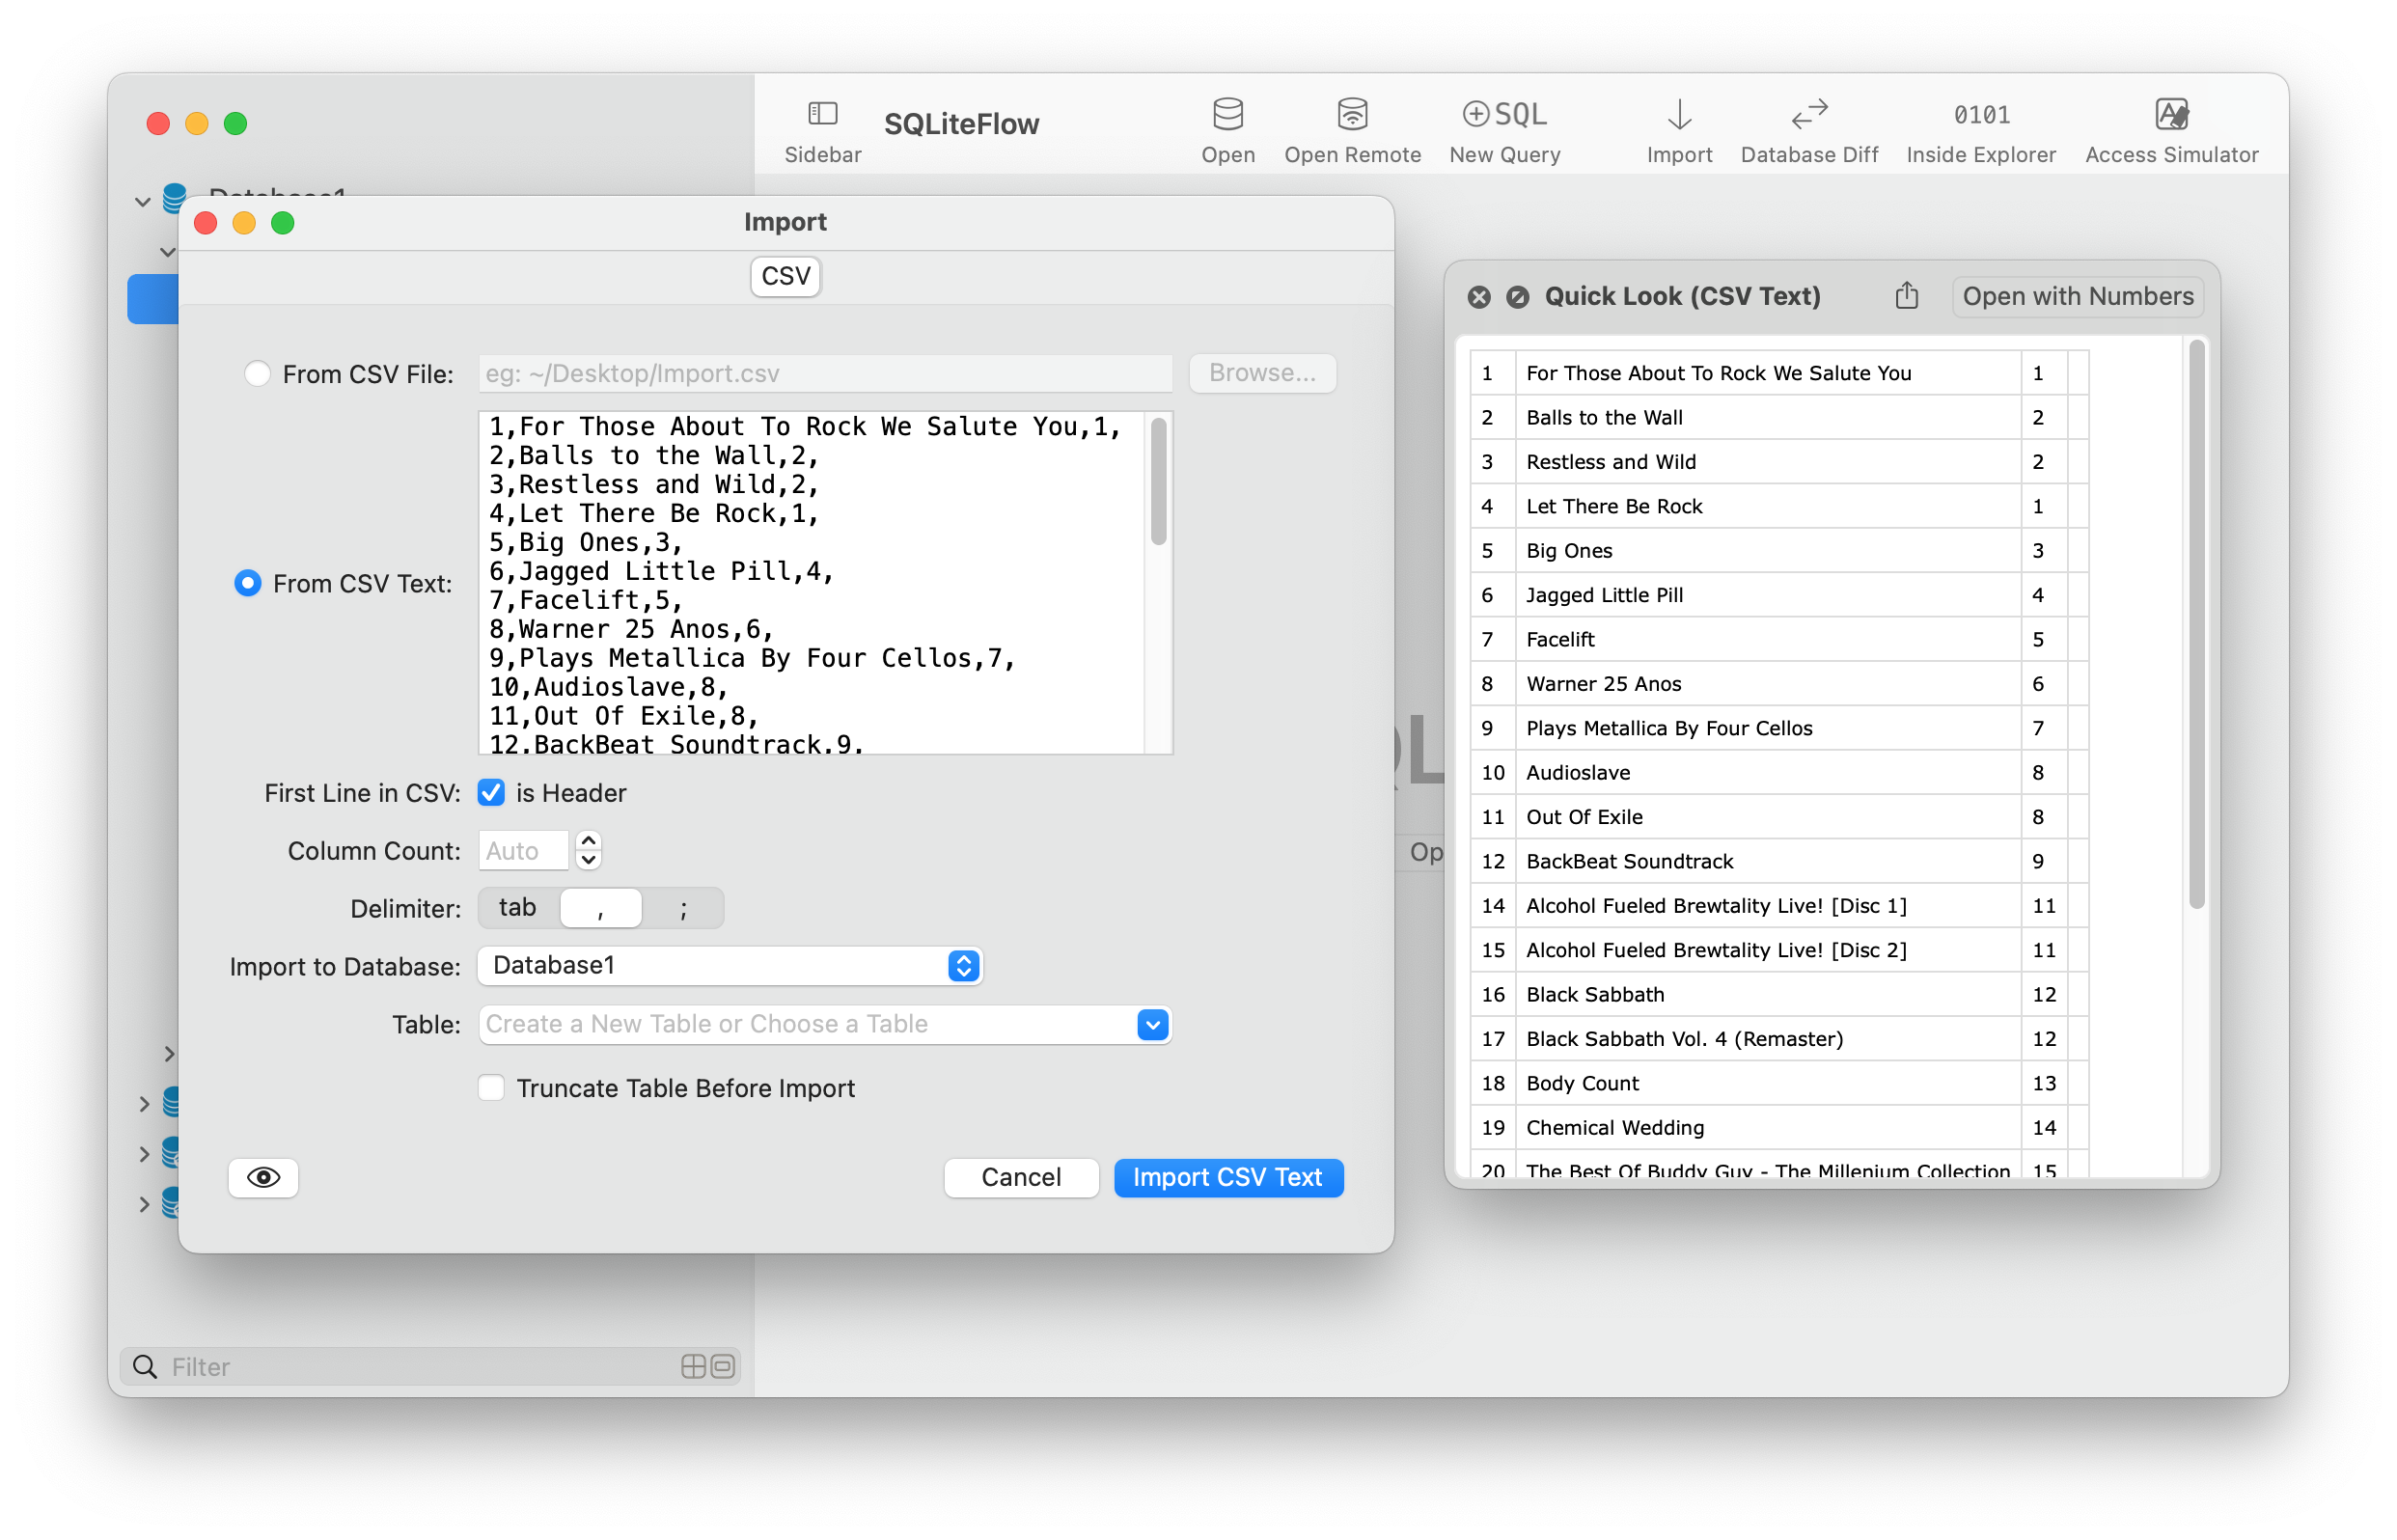 SQLiteFlow
Sidebar
Open
Open Remote
SQL
New Query
Import
Database Diff
0101
Inside Explorer
Access Simulator
Database1
Import
CSV
From CSV File:
eg: ~/Desktop/Import.csv
Browse...
From CSV Text:
1,For Those About To Rock We Salute You,1,
2,Balls to the Wall,2,
3,Restless and Wild,2,
4,Let There Be Rock,1,
5,Big Ones,3,
6,Jagged Little Pill,4,
7,Facelift,5,
8,Warner 25 Anos,6,
9,Plays Metallica By Four Cellos,7,
10,Audioslave,8,
11,Out Of Exile,8,
12,BackBeat Soundtrack,9,
First Line in CSV: is Header
Column Count: Auto
Delimiter: tab , ;
Import to Database: Database1
Table: Create a New Table or Choose a Table
Truncate Table Before Import
Cancel
Import CSV Text
Filter
Quick Look (CSV Text)
Open with Numbers
1 For Those About To Rock We Salute You 1
2 Balls to the Wall 2
3 Restless and Wild 2
4 Let There Be Rock 1
5 Big Ones 3
6 Jagged Little Pill 4
7 Facelift 5
8 Warner 25 Anos 6
9 Plays Metallica By Four Cellos 7
10 Audioslave 8
11 Out Of Exile 8
12 BackBeat Soundtrack 9
14 Alcohol Fueled Brewtality Live! [Disc 1] 11
15 Alcohol Fueled Brewtality Live! [Disc 2] 11
16 Black Sabbath 12
17 Black Sabbath Vol. 4 (Remaster) 12
18 Body Count 13
19 Chemical Wedding 14
20 The Best Of Buddy Guy - The Millenium Collection 15